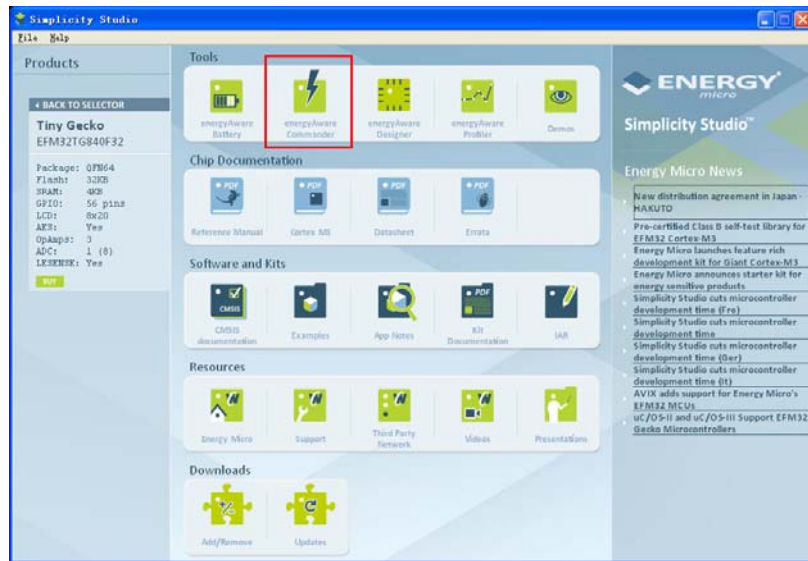 Simplicity Studio
File Help
Products
◂ BACK TO SELECTOR
Tiny Gecko
EFM32TG840F32
Package: QFN64
Flash: 32KB
SRAM: 4KB
GPIO: 56 pins
LCD: 8x20
AES: Yes
OpAmps: 3
ADC: 1 (8)
LESENSE: Yes
BUY
Tools
energyAware Battery
energyAware Commander
energyAware Designer
energyAware Profiler
Demos
Chip Documentation
PDF
Reference Manual
PDF
Cortex M3
PDF
Datasheet
PDF
Errata
Software and Kits
CMSIS
CMSIS documentation
Examples
App Notes
PDF
Kit Documentation
IAR
Resources
Energy Micro
Support
Third Party Network
Videos
Presentations
Downloads
Add/Remove
Updates
ENERGY
micro
Simplicity Studio™
Energy Micro News
New distribution agreement in Japan -
HAKUTO
Pre-certified Class B self-test library for
EFM32 Cortex-M3
Energy Micro launches feature rich
development kit for Giant Cortex-M3
Energy Micro announces starter kit for
energy sensitive products
Simplicity Studio cuts microcontroller
development time (Fre)
Simplicity Studio cuts microcontroller
development time
Simplicity Studio cuts microcontroller
development time (Ger)
Simplicity Studio cuts microcontroller
development time (It)
AVIX adds support for Energy Micro's
EFM32 MCUs
uC/OS-II and uC/OS-III Support EFM32
Gecko Microcontrollers